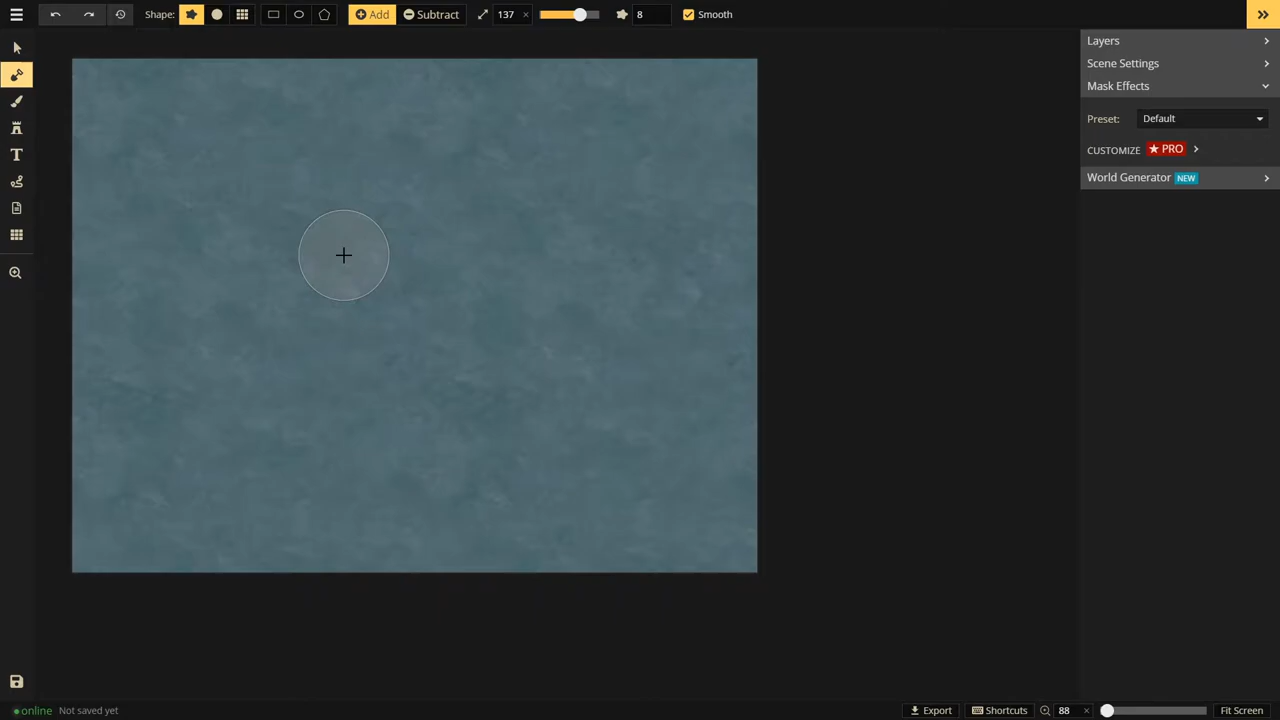 Shape: Add Subtract 137 × 8 Smooth
Layers
Scene Settings
Mask Effects
Preset: Default
CUSTOMIZE PRO
World Generator NEW
T
online Not saved yet Export Shortcuts 88 × Fit Screen